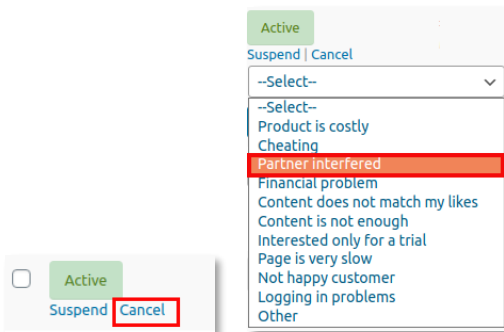 Active
Suspend | Cancel
--Select--
--Select--
Product is costly
Cheating
Partner interfered
Financial problem
Content does not match my likes
Content is not enough
Interested only for a trial
Page is very slow
Not happy customer
Logging in problems
Other
Active
Suspend Cancel